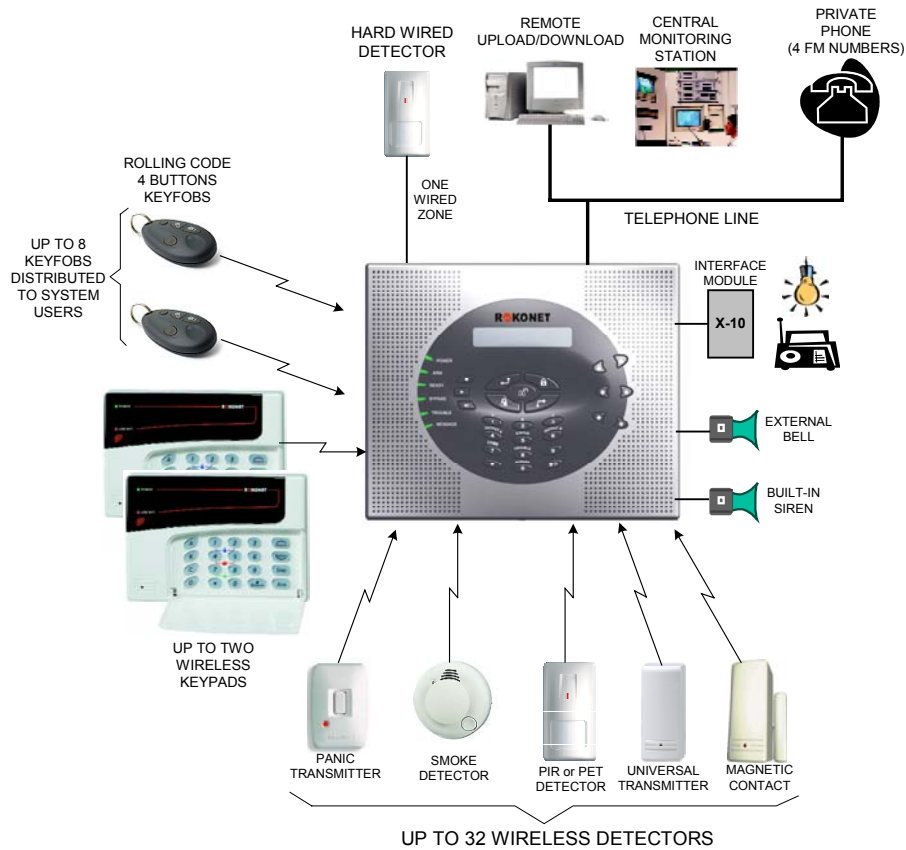 HARD WIRED
DETECTOR
REMOTE
UPLOAD/DOWNLOAD
CENTRAL
MONITORING
STATION
PRIVATE
PHONE
(4 FM NUMBERS)
ROLLING CODE
4 BUTTONS
KEYFOBS
ONE
WIRED
ZONE
TELEPHONE LINE
UP TO 8
KEYFOBS
DISTRIBUTED
TO SYSTEM
USERS
INTERFACE
MODULE
X-10
ROKONET
POWER
ARM
READY
BYPASS
TROUBLE
MESSAGE
EXTERNAL
BELL
BUILT-IN
SIREN
ROKONET
ROKONET
UP TO TWO
WIRELESS
KEYPADS
PANIC
TRANSMITTER
SMOKE
DETECTOR
PIR or PET
DETECTOR
UNIVERSAL
TRANSMITTER
MAGNETIC
CONTACT
UP TO 32 WIRELESS DETECTORS